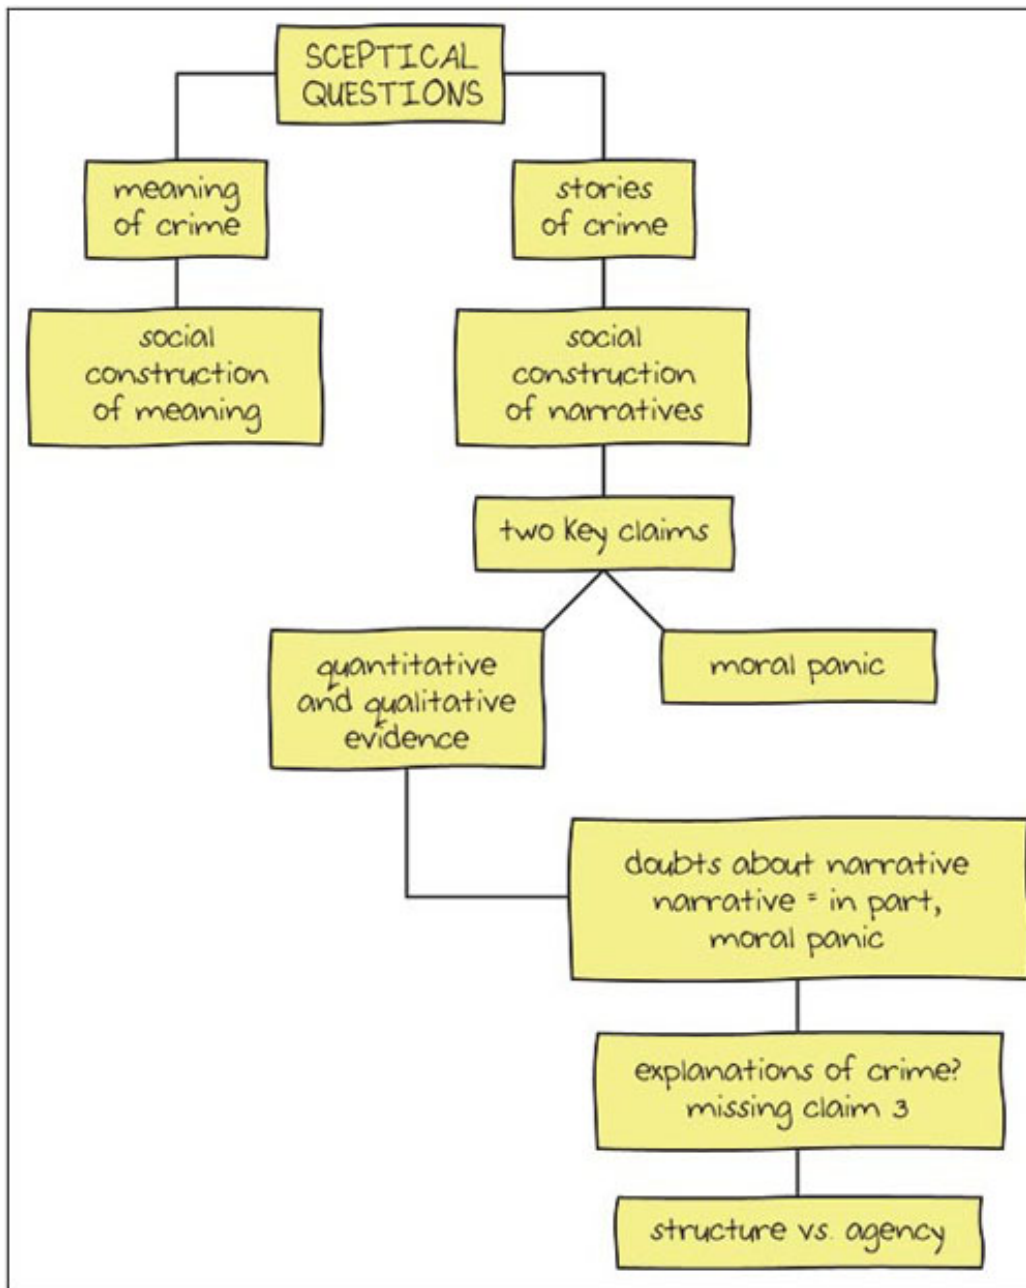 SCEPTICAL
QUESTIONS
meaning
of crime
stories
of crime
social
construction
of meaning
social
construction
of narratives
two key claims
quantitative
and qualitative
evidence
moral panic
doubts about narrative
narrative = in part,
moral panic
explanations of crime?
missing claim 3
structure vs. agency